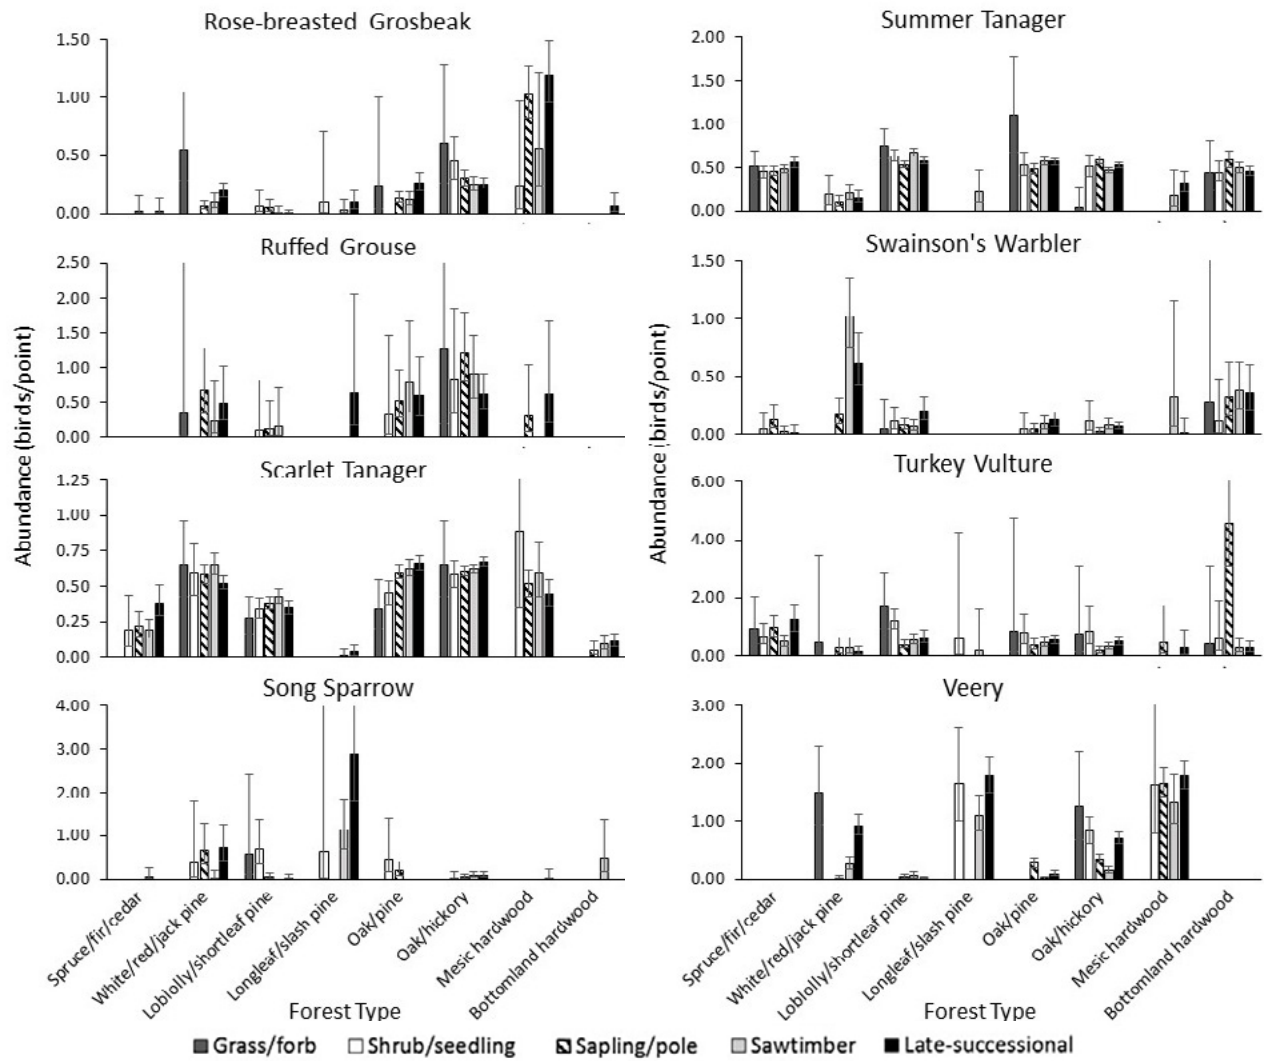 Rose-breasted Grosbeak
1.50
1.00
0.50
0.00
Summer Tanager
2.00
1.50
1.00
0.50
0.00
Ruffed Grouse
2.50
2.00
1.50
1.00
0.50
0.00
Swainson's Warbler
1.50
1.00
0.50
0.00
Abundance (birds/point)
Abundance (birds/point)
Scarlet Tanager
1.25
1.00
0.75
0.50
0.25
0.00
Turkey Vulture
6.00
4.00
2.00
0.00
Song Sparrow
4.00
3.00
2.00
1.00
0.00
Veery
3.00
2.00
1.00
0.00
Spruce/fir/cedar
White/red/jack pine
Loblolly/shortleaf pine
Longleaf/slash pine
Oak/pine
Oak/hickory
Mesic hardwood
Bottomland hardwood
Spruce/fir/cedar
White/red/jack pine
Loblolly/shortleaf pine
Longleaf/slash pine
Oak/pine
Oak/hickory
Mesic hardwood
Bottomland hardwood
Forest Type
Forest Type
Grass/forb Shrub/seedling Sapling/pole Sawtimber Late-successional